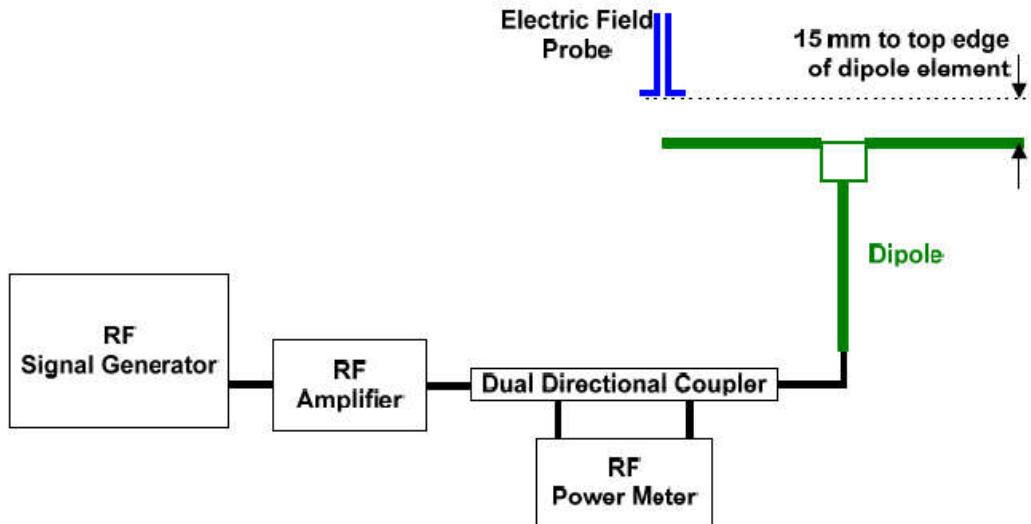 Electric Field
Probe
15 mm to top edge
of dipole element
Dipole
RF
Signal Generator
RF
Amplifier
Dual Directional Coupler
RF
Power Meter